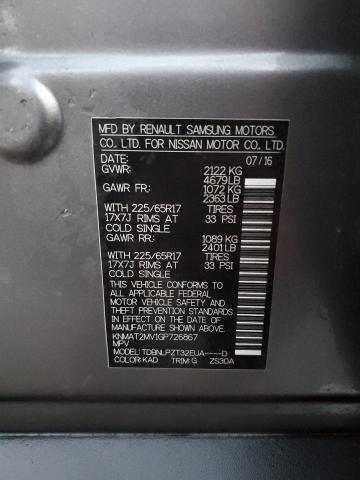 MFD BY RENAULT SAMSUNG MOTORS
CO. LTD. FOR NISSAN MOTOR CO. LTD.
DATE: 07/16
GVWR: 2122 KG
4679LB
GAWR FR: 1072 KG
2363LB
WITH 225/65R17 TIRES
17X7J RIMS AT 33 PSI
COLD SINGLE
GAWR RR: 1089 KG
2401LB
WITH 225/65R17 TIRES
17X7J RIMS AT 33 PSI
COLD SINGLE
THIS VEHICLE CONFORMS TO ALL
APPLICABLE FEDERAL
MOTOR VEHICLE SAFETY AND THEFT
PREVENTION STANDARDS IN
EFFECT ON THE DATE OF
MANUFACTURE SHOWN ABOVE.
KNMAT2MV1GP726867
MPV
MODEL: TDBNLPZT32EUA----D
COLOR:KAD TRIM:G ZS30A